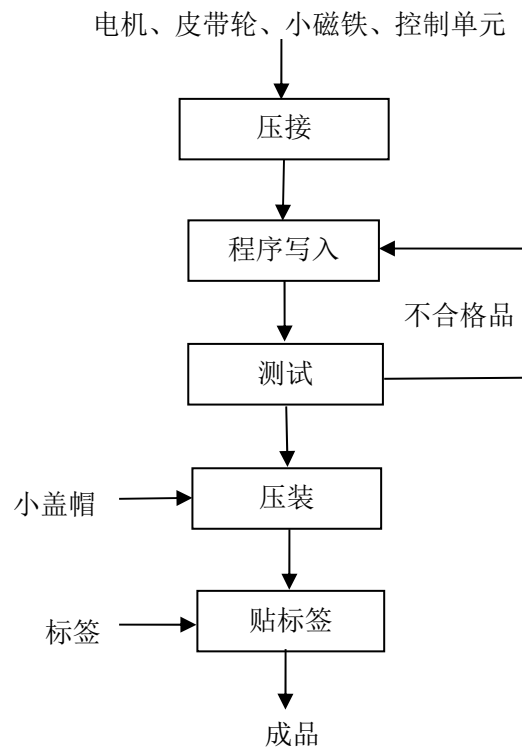 电机、皮带轮、小磁铁、控制单元
压接
程序写入
不合格品
测试
小盖帽
压装
标签
贴标签
成品